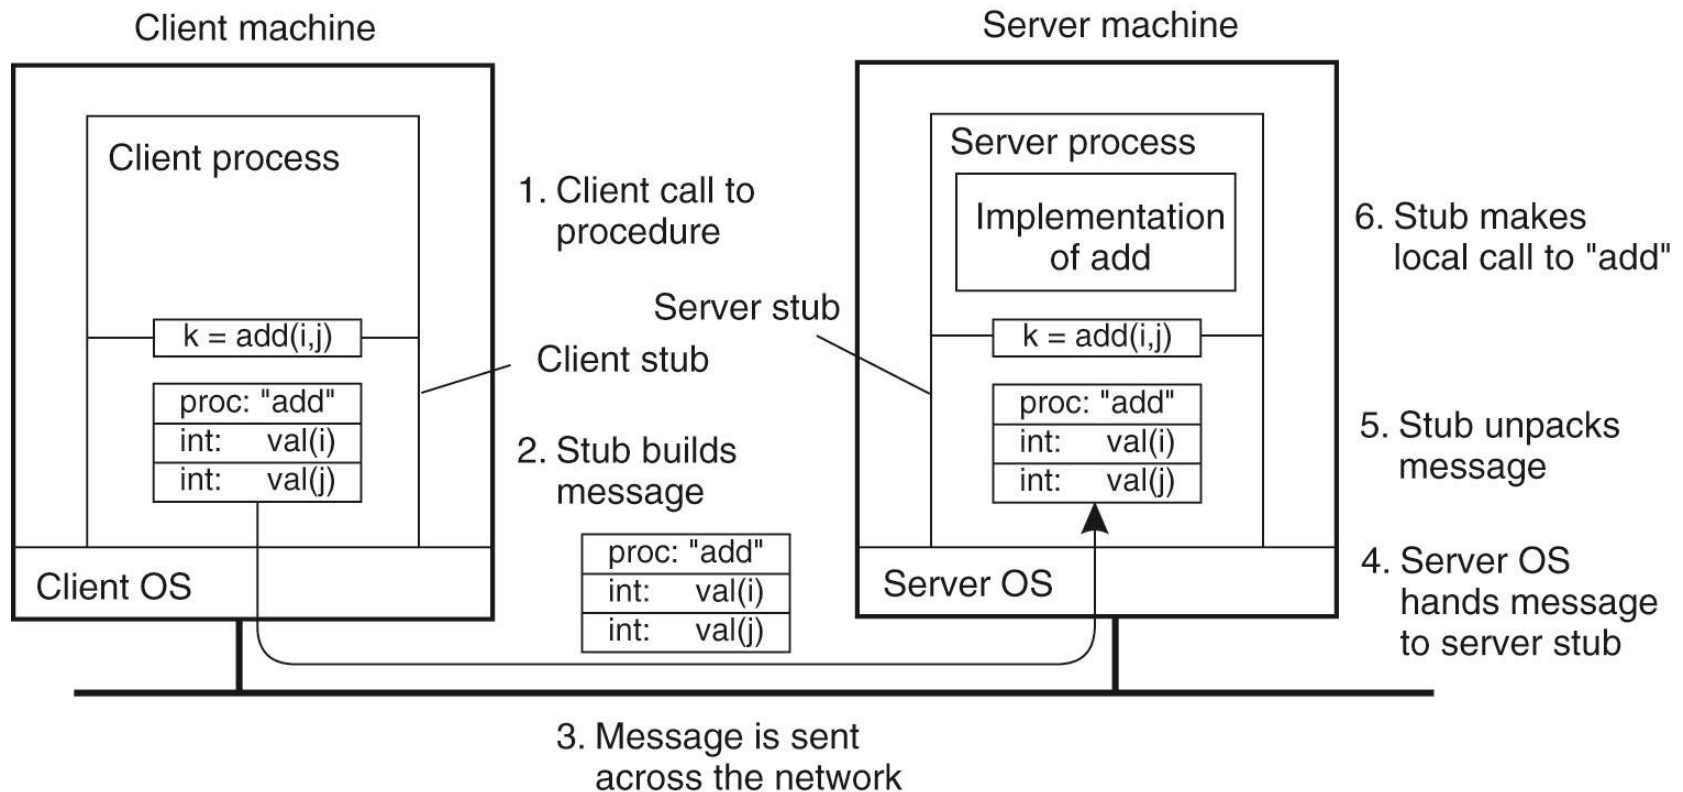 Client machine
Server machine
Client process
1. Client call to
procedure
k = add(i,j)
Client stub
proc: "add"
int: val(i)
int: val(j)
2. Stub builds
message
proc: "add"
int: val(i)
int: val(j)
Client OS
3. Message is sent
across the network
Server process
Implementation
of add
Server stub
k = add(i,j)
proc: "add"
int: val(i)
int: val(j)
Server OS
6. Stub makes
local call to "add"
5. Stub unpacks
message
4. Server OS
hands message
to server stub